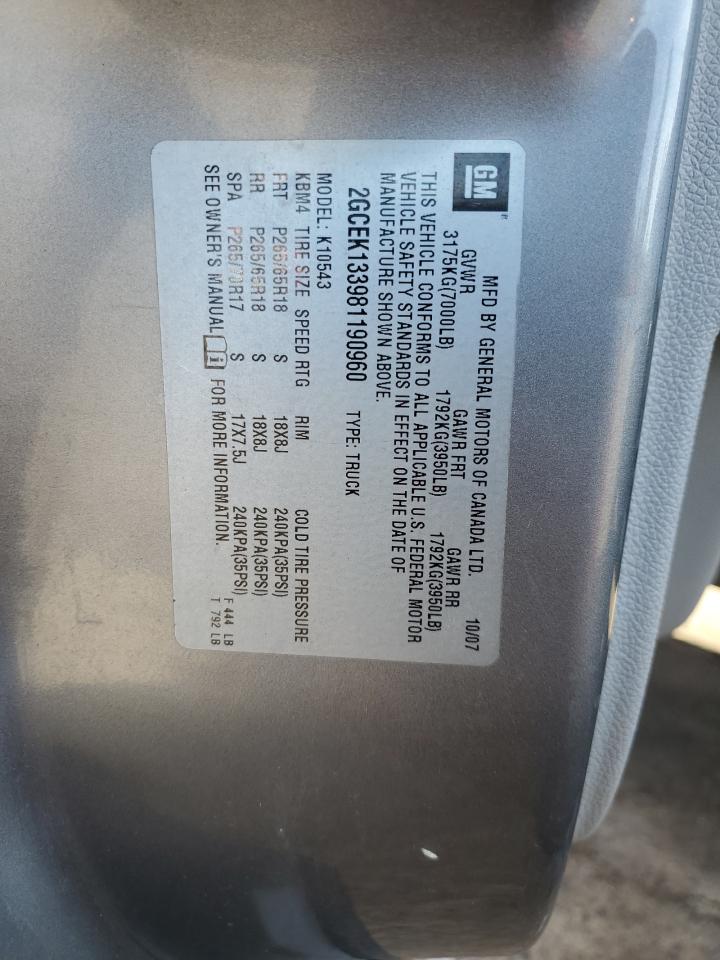 GM®
MFD BY GENERAL MOTORS OF CANADA LTD. 10/07
GVWR GAWR FRT GAWR RR
3175KG(7000LB) 1792KG(3950LB) 1792KG(3950LB)
THIS VEHICLE CONFORMS TO ALL APPLICABLE U.S. FEDERAL MOTOR
VEHICLE SAFETY STANDARDS IN EFFECT ON THE DATE OF
MANUFACTURE SHOWN ABOVE.
2GCEK133981190960 TYPE: TRUCK
MODEL: K10543
KBM4 TIRE SIZE SPEED RTG RIM COLD TIRE PRESSURE
FRT P265/65R18 S 18X8J 240KPA(35PSI)
RR P265/65R18 S 18X8J 240KPA(35PSI)
SPA P265/70R17 S 17X7.5J 240KPA(35PSI)
SEE OWNER'S MANUAL FOR MORE INFORMATION.
F 444 LB
T 792 LB